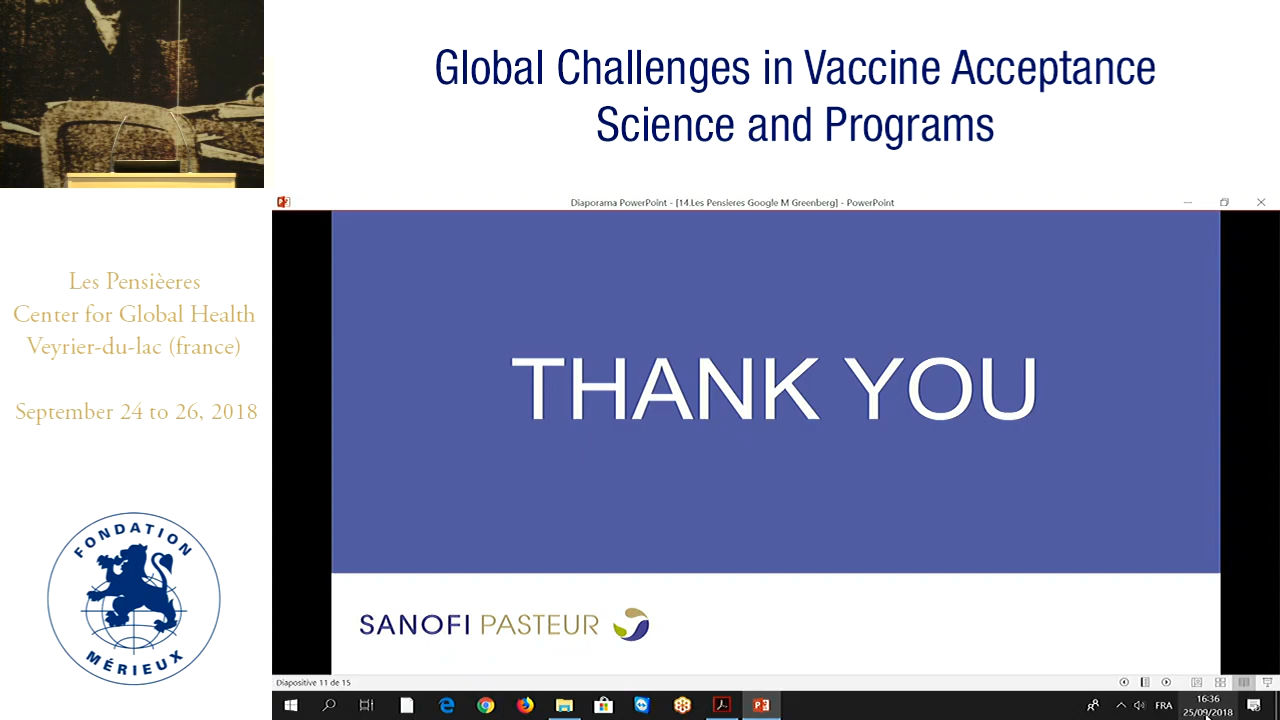 Global Challenges in Vaccine Acceptance
Science and Programs
Diaporama PowerPoint - [14.Les Pensieres Google M Greenberg] - PowerPoint
Les Pensièeres
Center for Global Health
Veyrier-du-lac (france)
September 24 to 26, 2018
FONDATION
MÉRIEUX
THANK YOU
SANOFI PASTEUR
Diapositive 11 de 15
FRA
16:36
25/09/2018